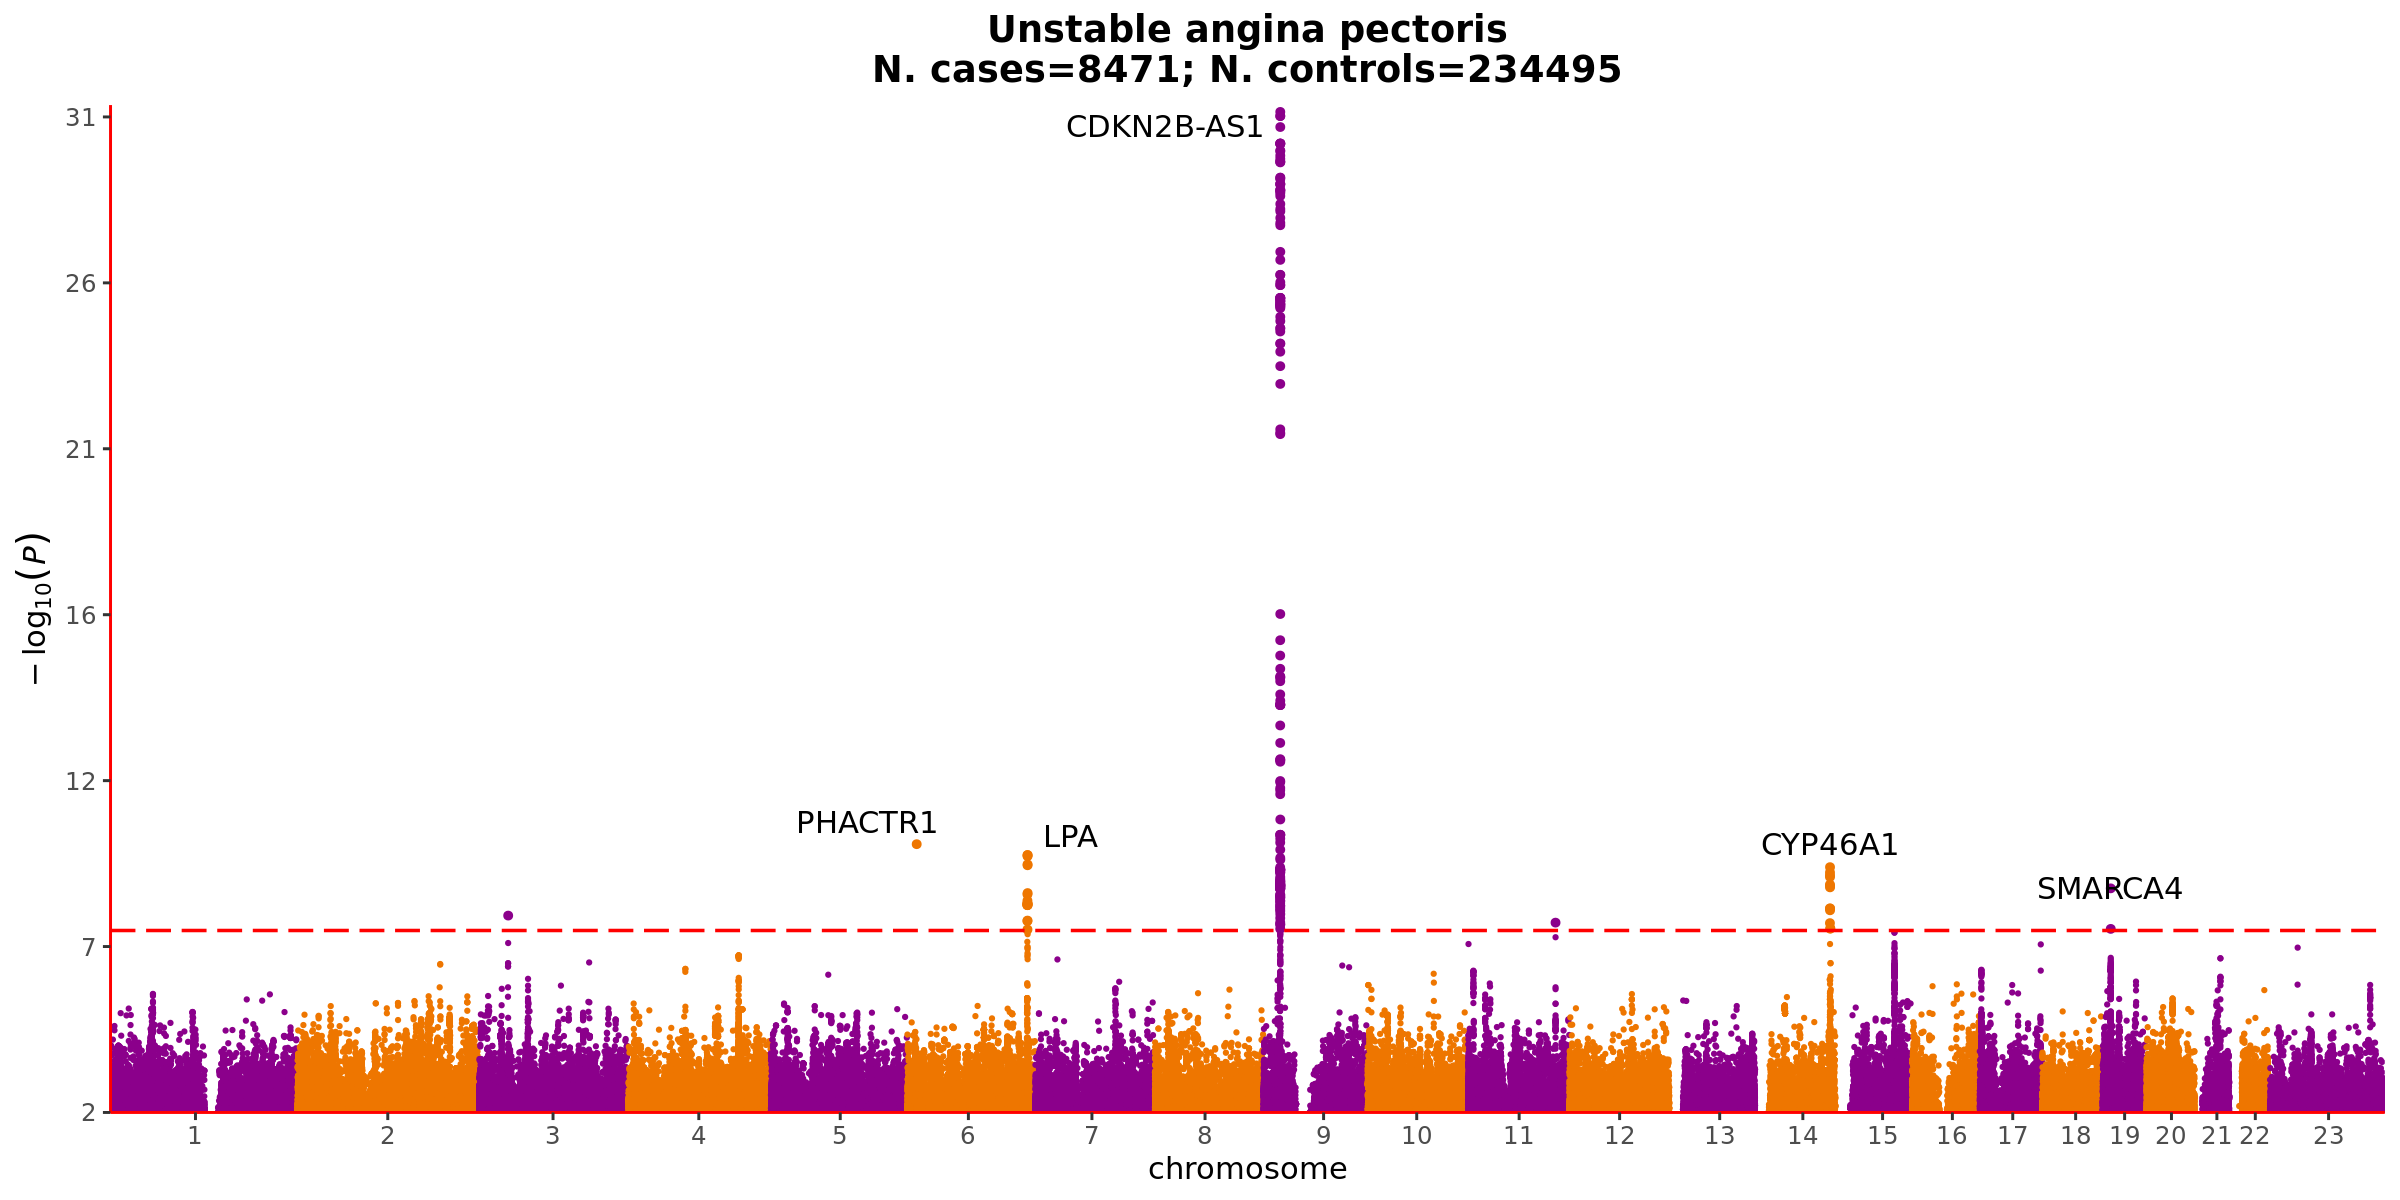 Unstable angina pectoris
N. cases=8471; N. controls=234495
31
CDKN2B-AS1
26
21
16
12
PHACTR1
LPA
CYP46A1
SMARCA4
7
2
− log10(P)
1 2 3 4 5 6 7 8 9 10 11 12 13 14 15 16 17 18 19 20 21 22 23
chromosome